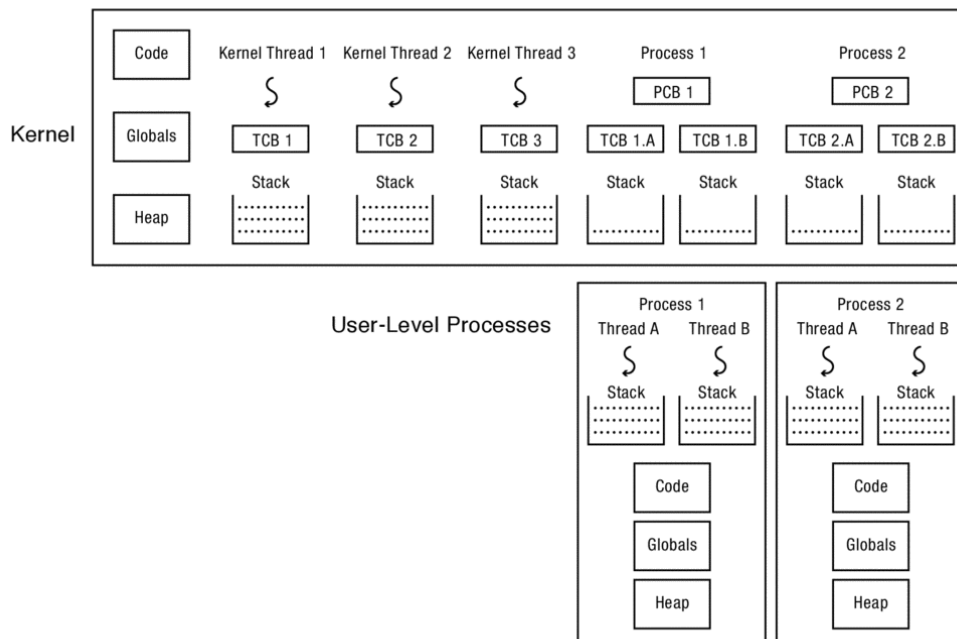 Code
Kernel Thread 1 Kernel Thread 2 Kernel Thread 3 Process 1 Process 2
PCB 1 PCB 2
Kernel
Globals TCB 1 TCB 2 TCB 3 TCB 1.A TCB 1.B TCB 2.A TCB 2.B
Stack Stack Stack Stack Stack Stack Stack
Heap
User-Level Processes
Process 1 Process 2
Thread A Thread B Thread A Thread B
Stack Stack Stack Stack
Code Code
Globals Globals
Heap Heap